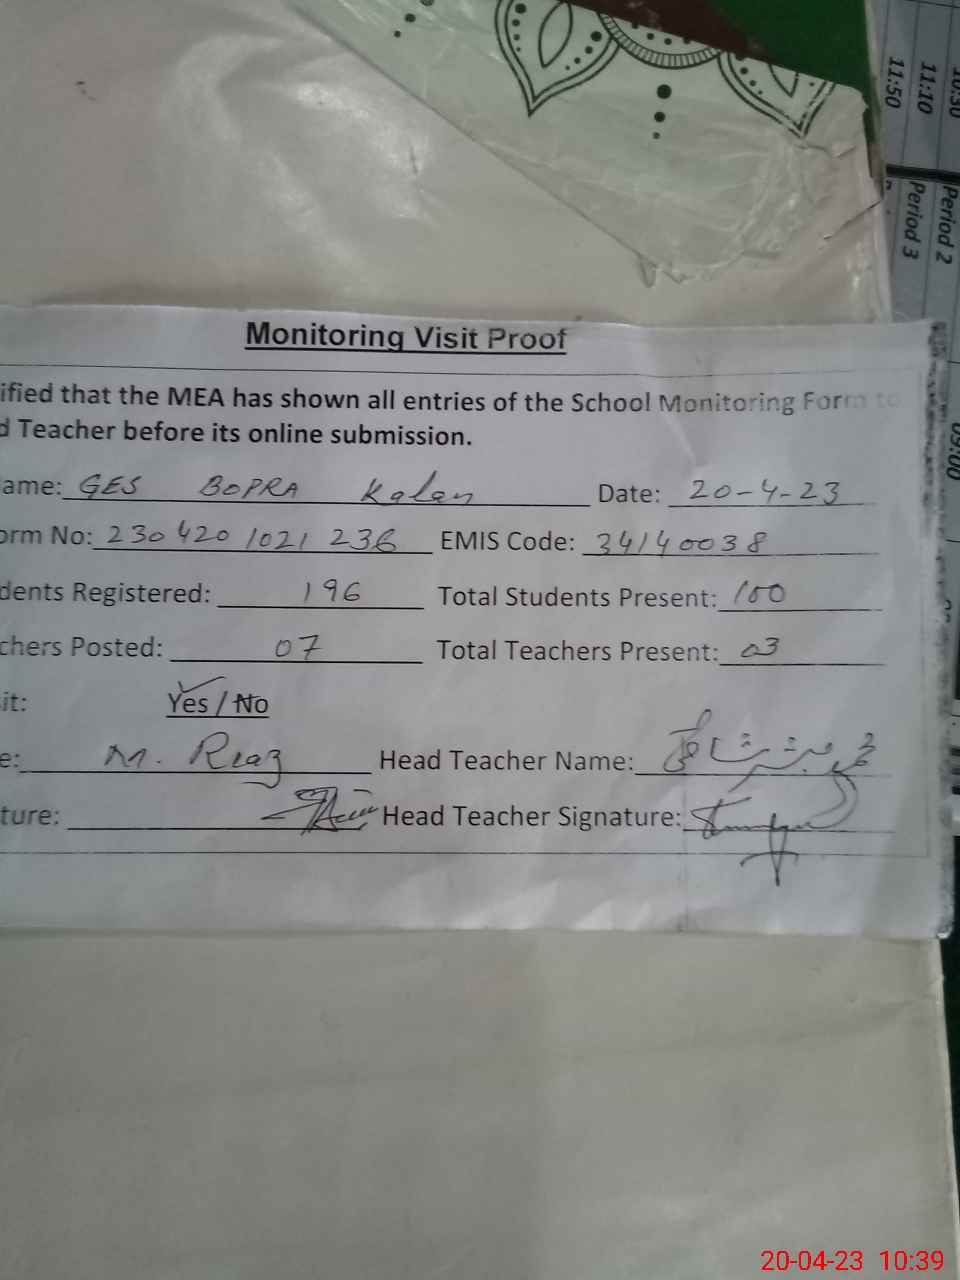 Monitoring Visit Proof
ified that the MEA has shown all entries of the School Monitoring Form to
d Teacher before its online submission.
ame: GES BOPRA Kalan Date: 20-4-23
orm No: 230420 1021 236 EMIS Code: 34140038
dents Registered: 196 Total Students Present: 100
chers Posted: 07 Total Teachers Present: 03
sit: Yes / No
e: M. Riaz Head Teacher Name:
ture: Head Teacher Signature:
10:30
11:10
11:50
Period 2
Period 3
09:00
20-04-23 10:39